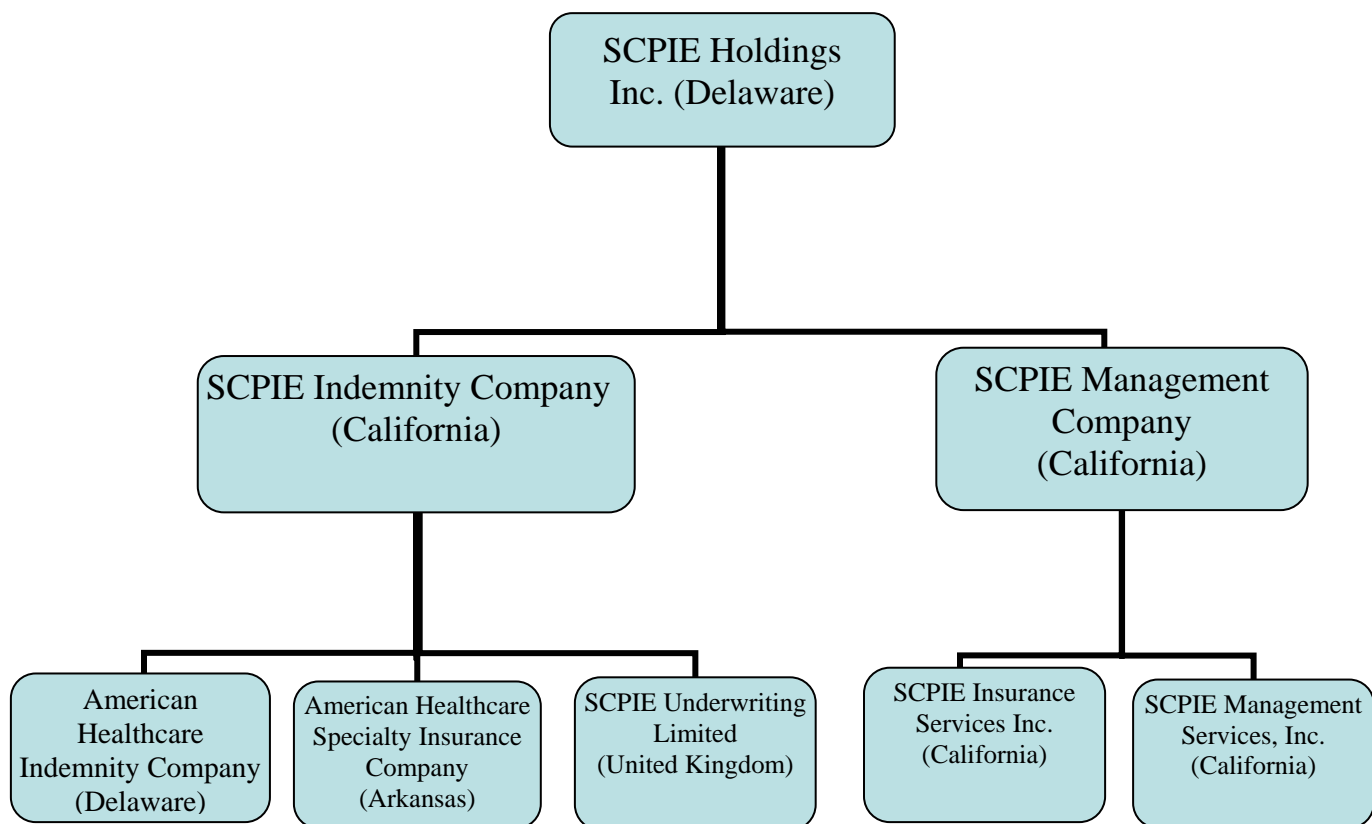 SCPIE Holdings
Inc. (Delaware)
SCPIE Indemnity Company
(California)
SCPIE Management
Company
(California)
American
Healthcare
Indemnity Company
(Delaware)
American Healthcare
Specialty Insurance
Company
(Arkansas)
SCPIE Underwriting
Limited
(United Kingdom)
SCPIE Insurance
Services Inc.
(California)
SCPIE Management
Services, Inc.
(California)